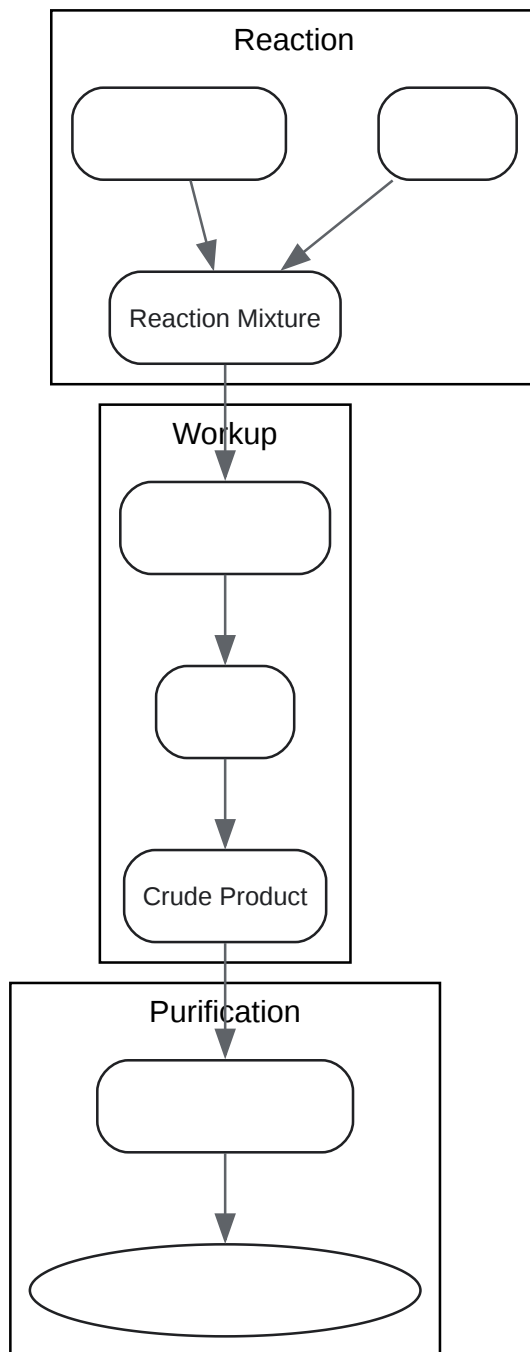 Reaction
Reaction Mixture
Workup
Crude Product
Purification